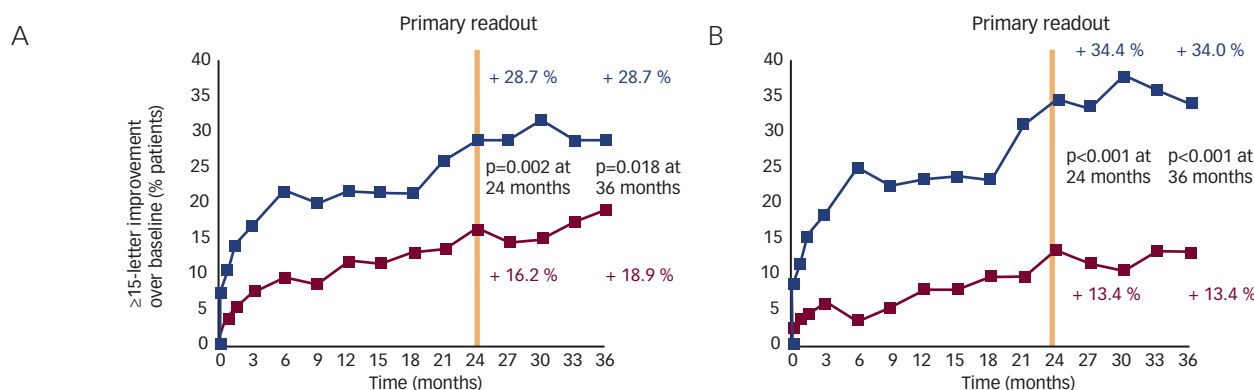 A
Primary readout
≥15-letter improvement
over baseline (% patients)
40
35
30
25
20
15
10
5
0
+ 28.7 %
+ 28.7 %
p=0.002 at
24 months
p=0.018 at
36 months
+ 16.2 %
+ 18.9 %
0 3 6 9 12 15 18 21 24 27 30 33 36
Time (months)
B
Primary readout
40
35
30
25
20
15
10
5
0
+ 34.4 %
+ 34.0 %
p<0.001 at
24 months
p<0.001 at
36 months
+ 13.4 %
+ 13.4 %
0 3 6 9 12 15 18 21 24 27 30 33 36
Time (months)